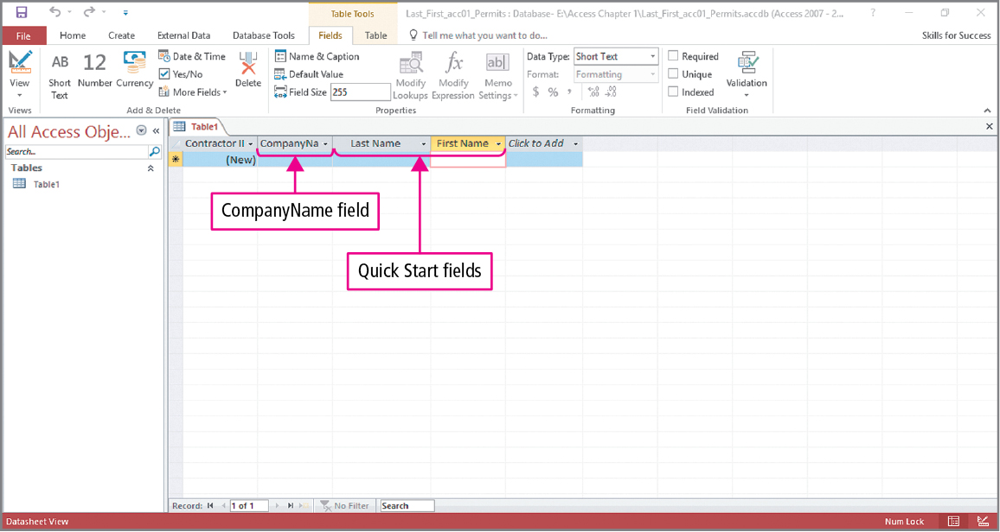 Table Tools
Last_First_acc01_Permits : Database- E:\Access Chapter 1\Last_First_acc01_Permits.accdb (Access 2007 - 2...
?
File Home Create External Data Database Tools Fields Table Tell me what you want to do... Skills for Success
View
Views
AB Short Text
12 Number
Currency
Date & Time
Yes/No
More Fields
Delete
Add & Delete
Name & Caption
Default Value
Field Size 255
Modify Lookups
fx Modify Expression
ab Memo Settings
Properties
Data Type: Short Text
Format: Formatting
$ % , .00 .00
Formatting
Required
Unique
Indexed
Validation
Field Validation
All Access Obje... «
Search...
Tables
Table1
Table1
Contractor II CompanyNa Last Name First Name Click to Add
* (New)
CompanyName field
Quick Start fields
Record: 1 of 1 No Filter Search
Datasheet View Num Lock